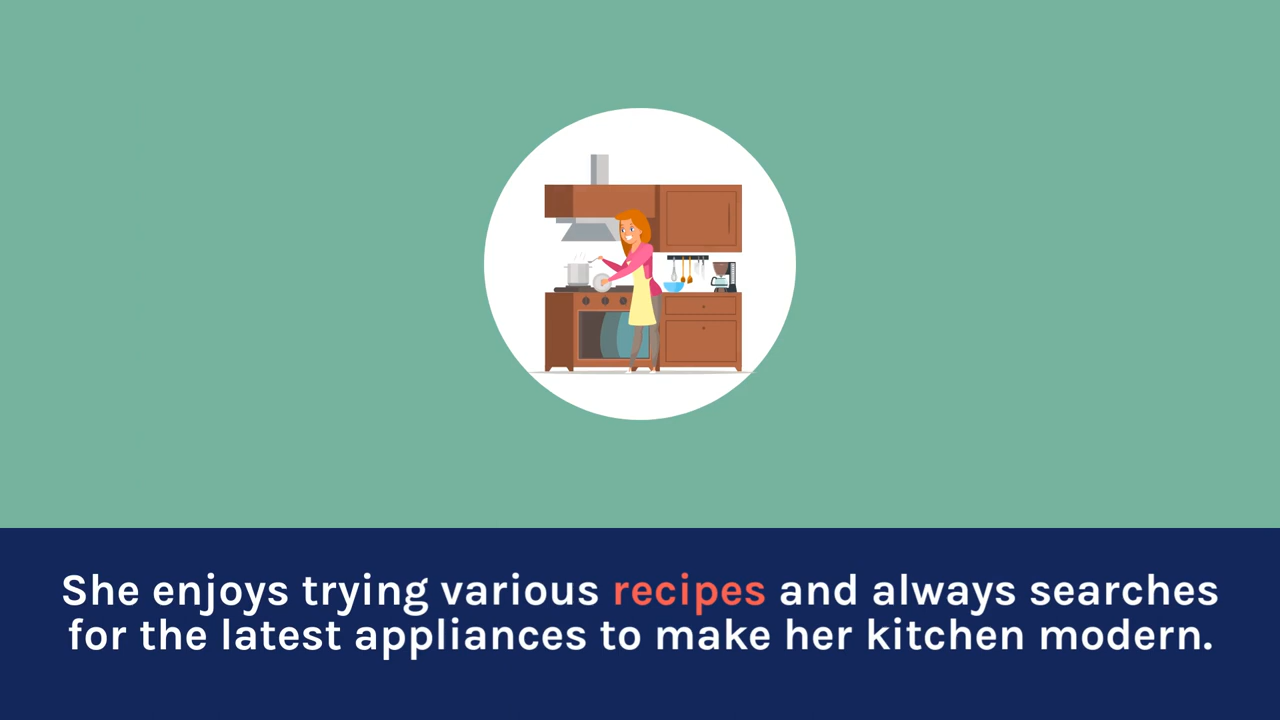 She enjoys trying various recipes and always searches
for the latest appliances to make her kitchen modern.